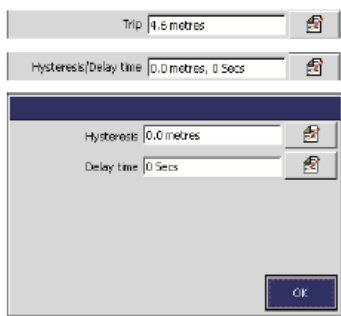 Trip 4.6 metres
Hysteresis/Delay time 0.0 metres, 0 Secs
Hysteresis 0.0 metres
Delay time 0 Secs
OK